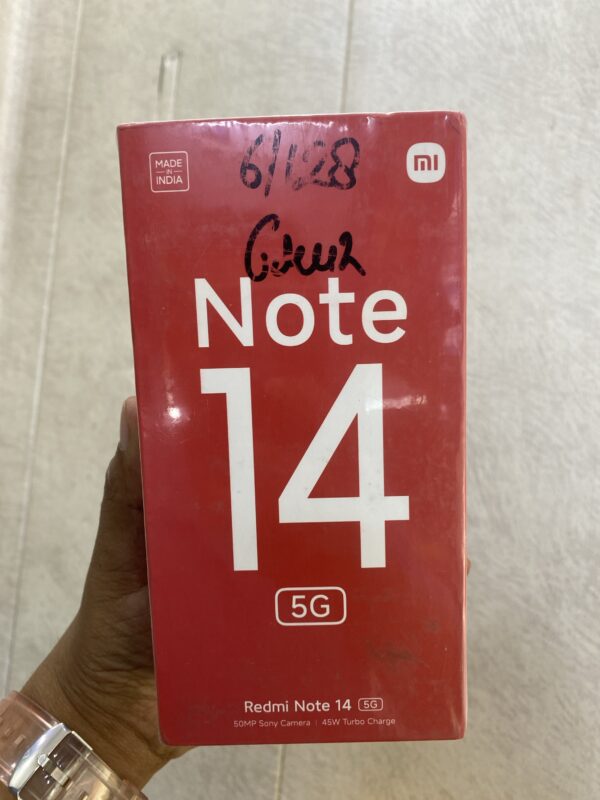 6/128
MADE
IN
INDIA
mi
Note
14
5G
Redmi Note 14 5G
50MP Sony Camera | 45W Turbo Charge